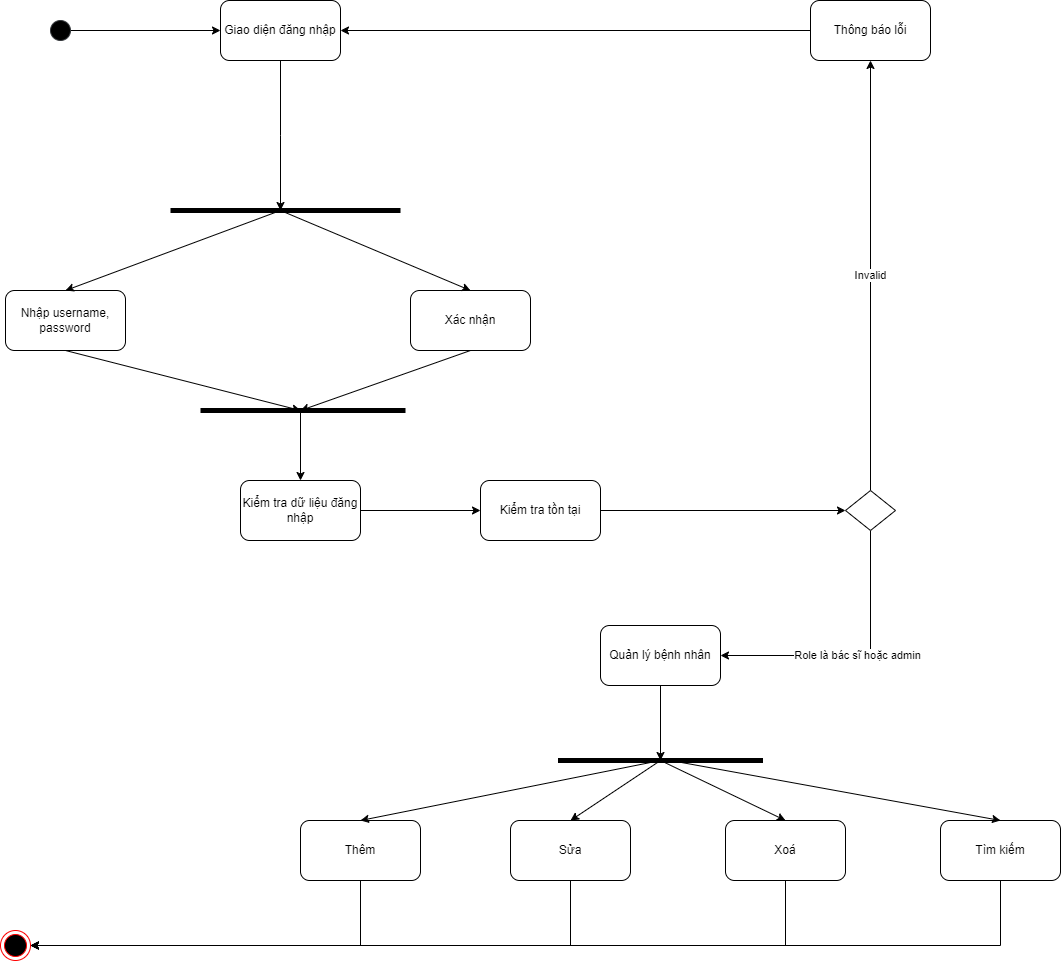 Giao diện đăng nhập
Thông báo lỗi
Invalid
Nhập username,
password
Xác nhận
Kiểm tra dữ liệu đăng
nhập
Kiểm tra tồn tại
Quản lý bệnh nhân
Role là bác sĩ hoặc admin
Thêm
Sửa
Xoá
Tìm kiếm